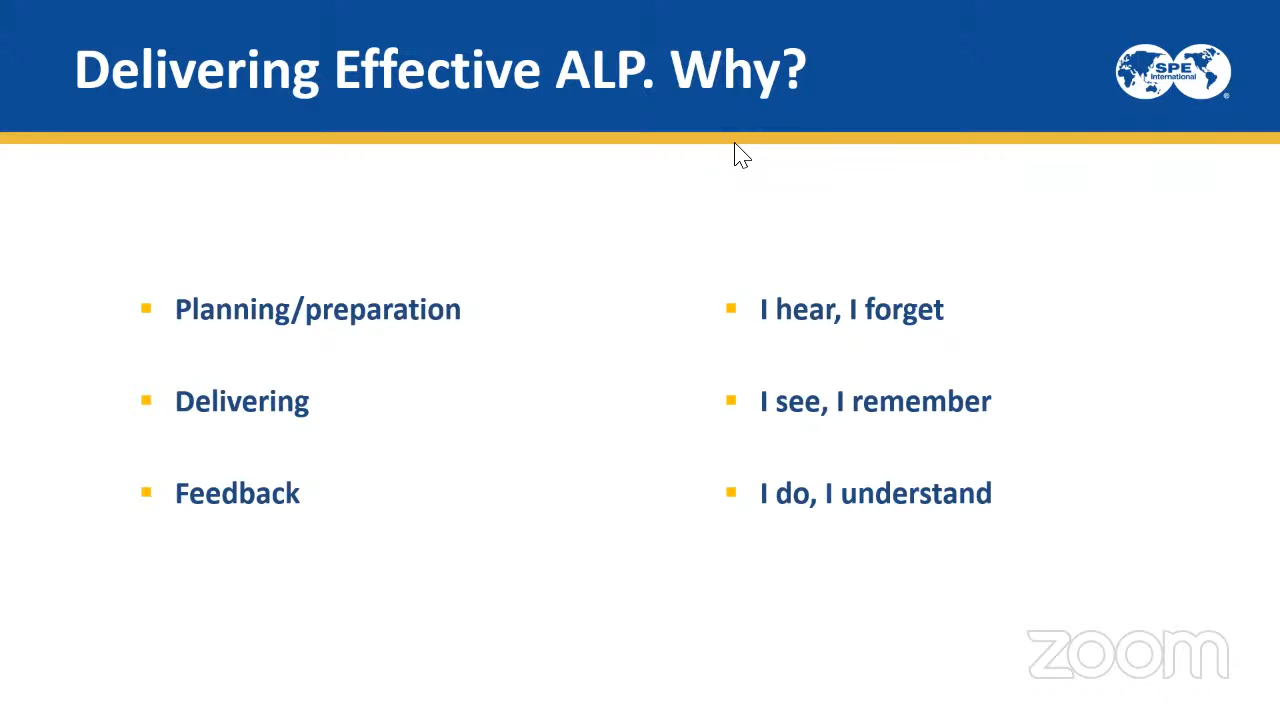 Delivering Effective ALP. Why?
SPE
International
Planning/preparation
Delivering
Feedback
I hear, I forget
I see, I remember
I do, I understand
zoom